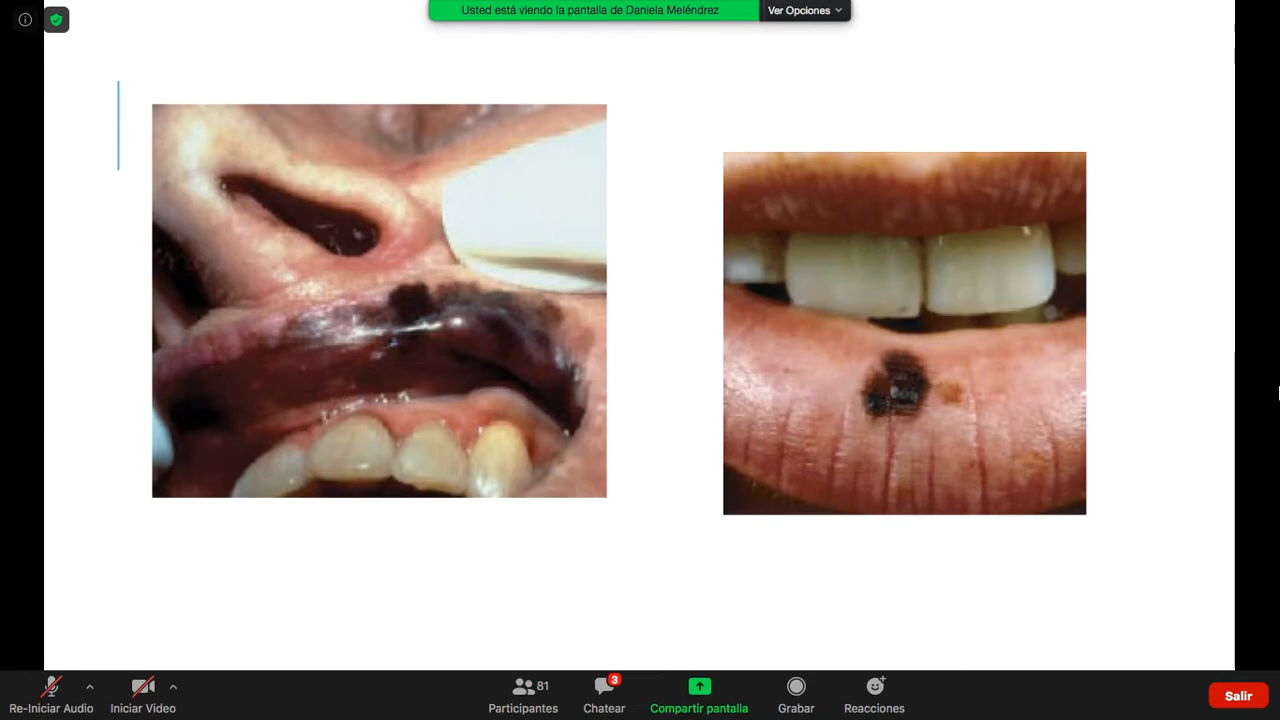 Usted está viendo la pantalla de Daniela Meléndrez
Ver Opciones
Re-Iniciar Audio
Iniciar Video
Participantes
81
Chatear
3
Compartir pantalla
Grabar
Reacciones
Salir